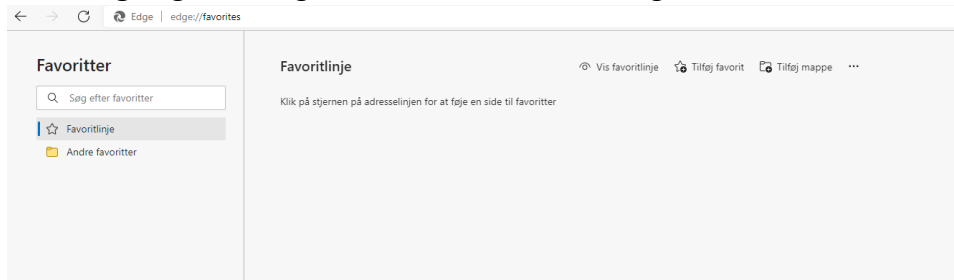 Edge | edge://favorites
Favoritter
Søg efter favoritter
Favoritlinje
Andre favoritter
Favoritlinje
Vis favoritlinje Tilføj favorit Tilføj mappe ...
Klik på stjernen på adresselinjen for at føje en side til favoritter